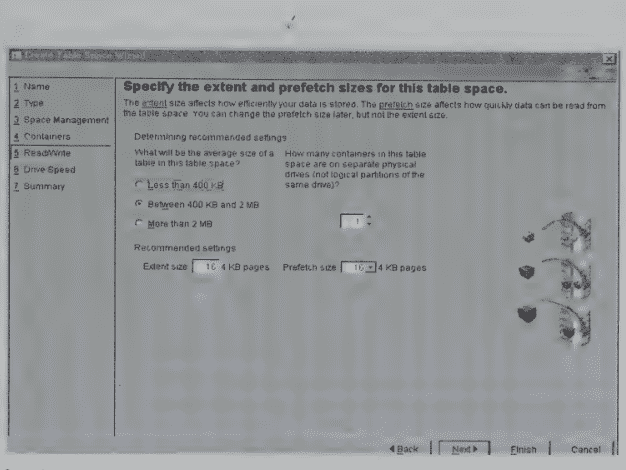 Create Table Space Wizard
1 Name
2 Type
3 Space Management
4 Containers
5 Read/Write
6 Drive Speed
7 Summary
Specify the extent and prefetch sizes for this table space.
The extent size affects how efficiently your data is stored. The prefetch size affects how quickly data can be read from
the table space. You can change the prefetch size later, but not the extent size.
Determining recommended settings
What will be the average size of a
table in this table space?
Less than 400 KB
Between 400 KB and 2 MB
More than 2 MB
How many containers in this table
space are on separate physical
drives (not logical partitions of the
same drive)?
1
Recommended settings
Extent size 16 4 KB pages Prefetch size 16 4 KB pages
Back Next Finish Cancel